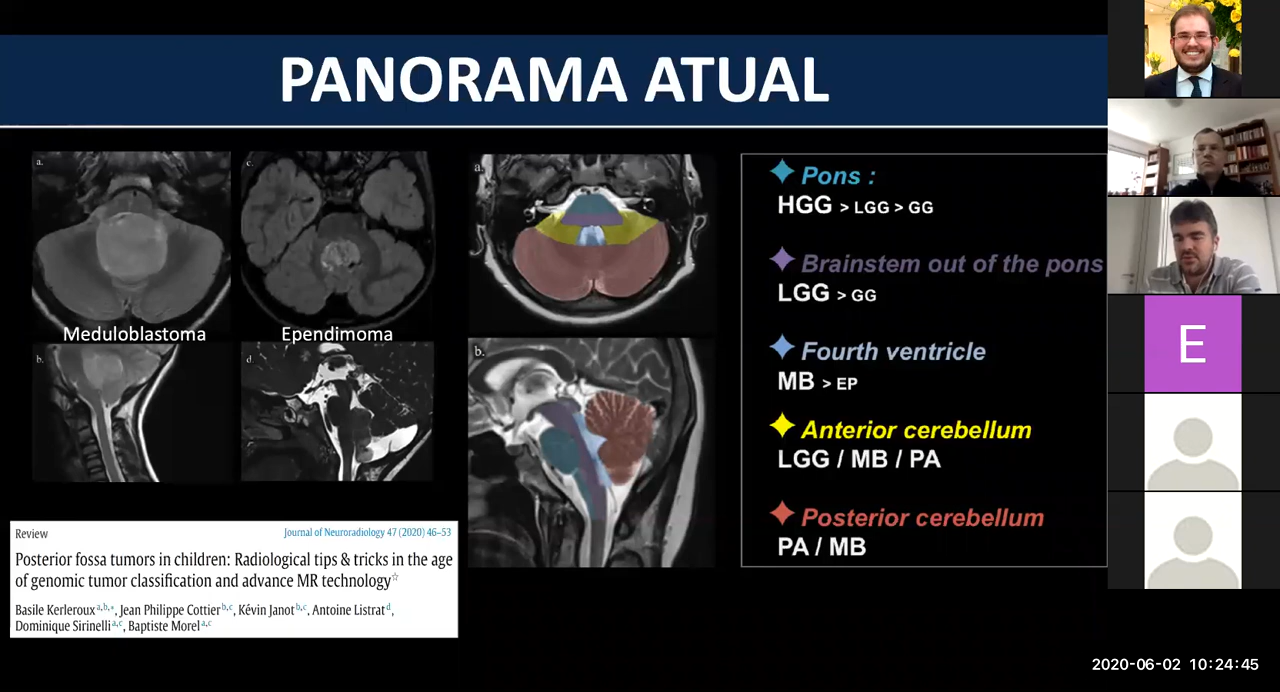 PANORAMA ATUAL
a.
c.
Meduloblastoma
Ependimoma
b.
d.
a.
b.
Pons :
HGG > LGG > GG
Brainstem out of the pons
LGG > GG
Fourth ventricle
MB > EP
Anterior cerebellum
LGG / MB / PA
Posterior cerebellum
PA / MB
Review
Journal of Neuroradiology 47 (2020) 46–53
Posterior fossa tumors in children: Radiological tips & tricks in the age
of genomic tumor classification and advance MR technology☆
Basile Kerleroux a,b,*, Jean Philippe Cottier b,c, Kévin Janot b,c, Antoine Listrat d,
Dominique Sirinelli a,c, Baptiste Morel a,c
E
2020-06-02 10:24:45